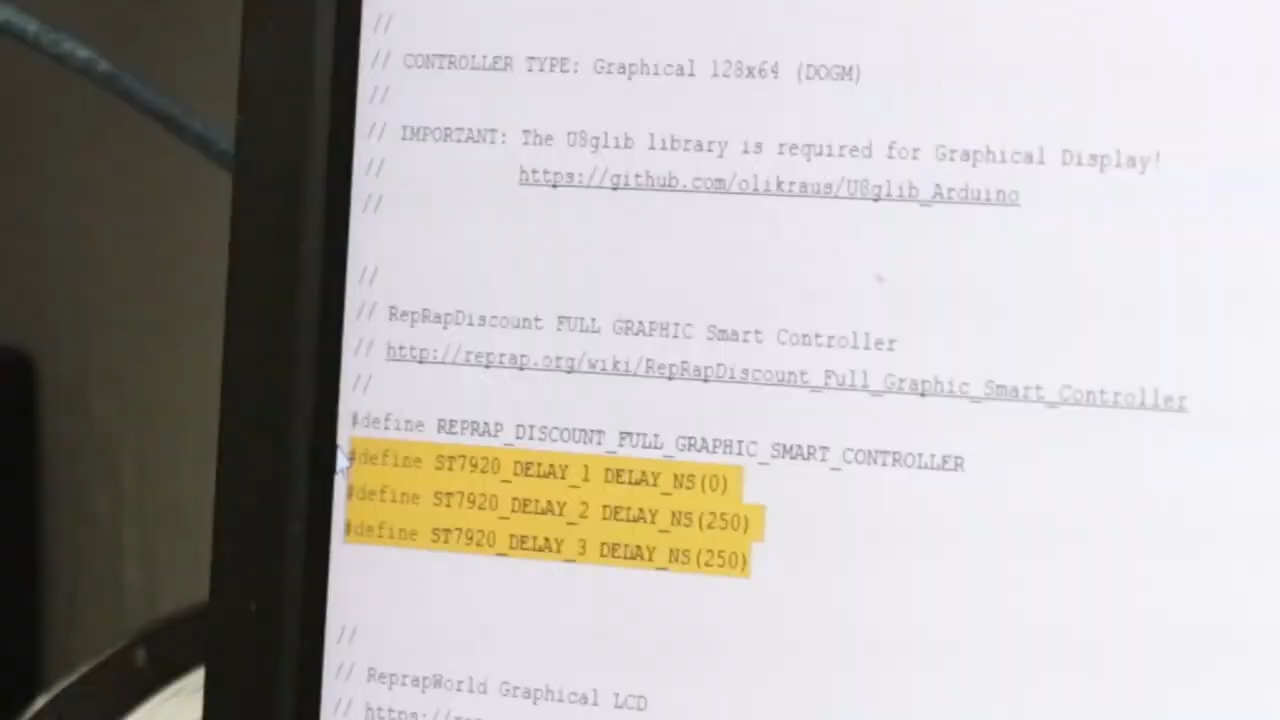 //
// CONTROLLER TYPE: Graphical 128x64 (DOGM)
//
// IMPORTANT: The U8glib library is required for Graphical Display!
// https://github.com/olikraus/U8glib_Arduino
//
//
// RepRapDiscount FULL GRAPHIC Smart Controller
// http://reprap.org/wiki/RepRapDiscount_Full_Graphic_Smart_Controller
//
#define REPRAP_DISCOUNT_FULL_GRAPHIC_SMART_CONTROLLER
#define ST7920_DELAY_1 DELAY_NS(0)
#define ST7920_DELAY_2 DELAY_NS(250)
#define ST7920_DELAY_3 DELAY_NS(250)
//
// ReprapWorld Graphical LCD
// https://re